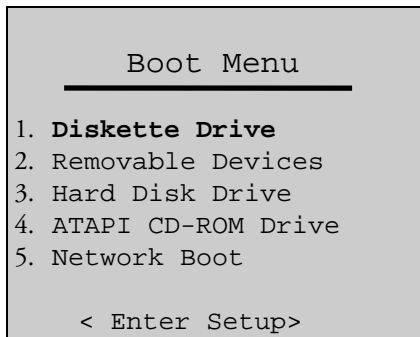 Boot Menu
1. Diskette Drive
2. Removable Devices
3. Hard Disk Drive
4. ATAPI CD-ROM Drive
5. Network Boot
< Enter Setup>